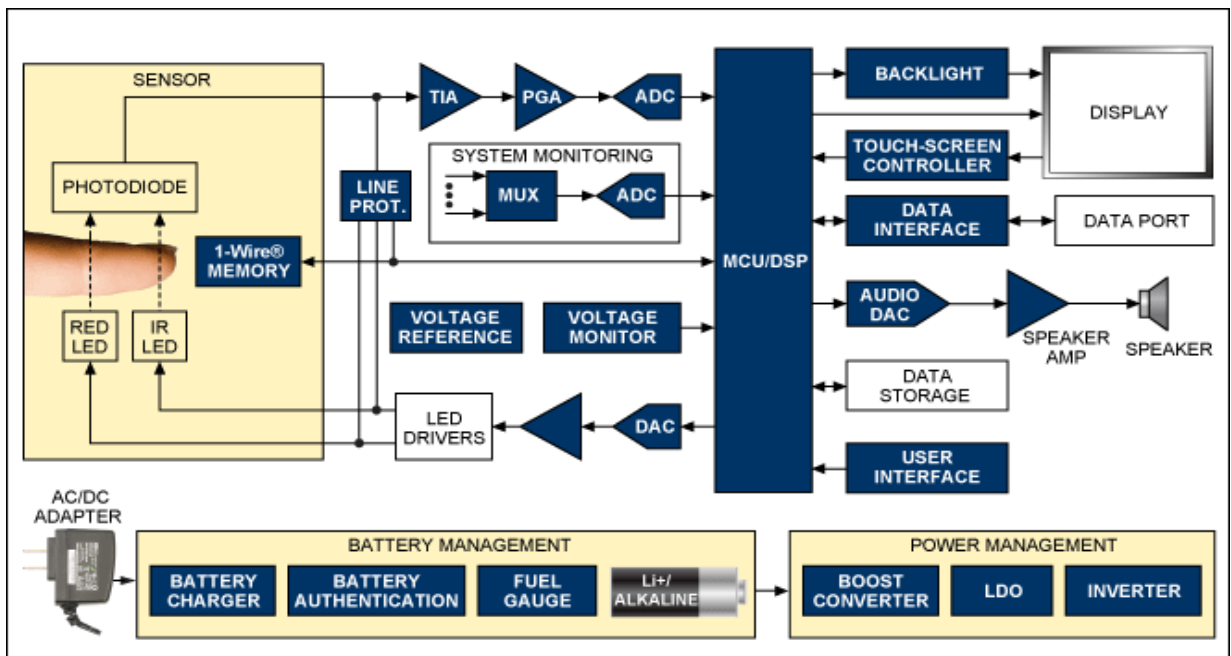 SENSOR
PHOTODIODE
1-Wire®
MEMORY
RED
LED
IR
LED
TIA
PGA
ADC
SYSTEM MONITORING
MUX
ADC
LINE
PROT.
VOLTAGE
REFERENCE
VOLTAGE
MONITOR
LED
DRIVERS
DAC
MCU/DSP
BACKLIGHT
DISPLAY
TOUCH-SCREEN
CONTROLLER
DATA
INTERFACE
DATA PORT
AUDIO
DAC
SPEAKER
AMP
SPEAKER
DATA
STORAGE
USER
INTERFACE
AC/DC
ADAPTER
BATTERY MANAGEMENT
BATTERY
CHARGER
BATTERY
AUTHENTICATION
FUEL
GAUGE
Li+/
ALKALINE
POWER MANAGEMENT
BOOST
CONVERTER
LDO
INVERTER